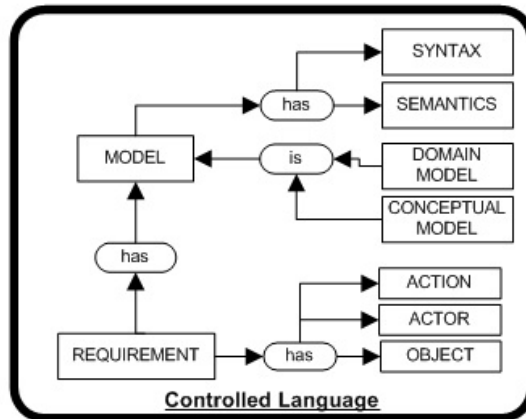 SYNTAX
has
SEMANTICS
MODEL
is
DOMAIN
MODEL
CONCEPTUAL
MODEL
has
ACTION
ACTOR
REQUIREMENT
has
OBJECT
Controlled Language